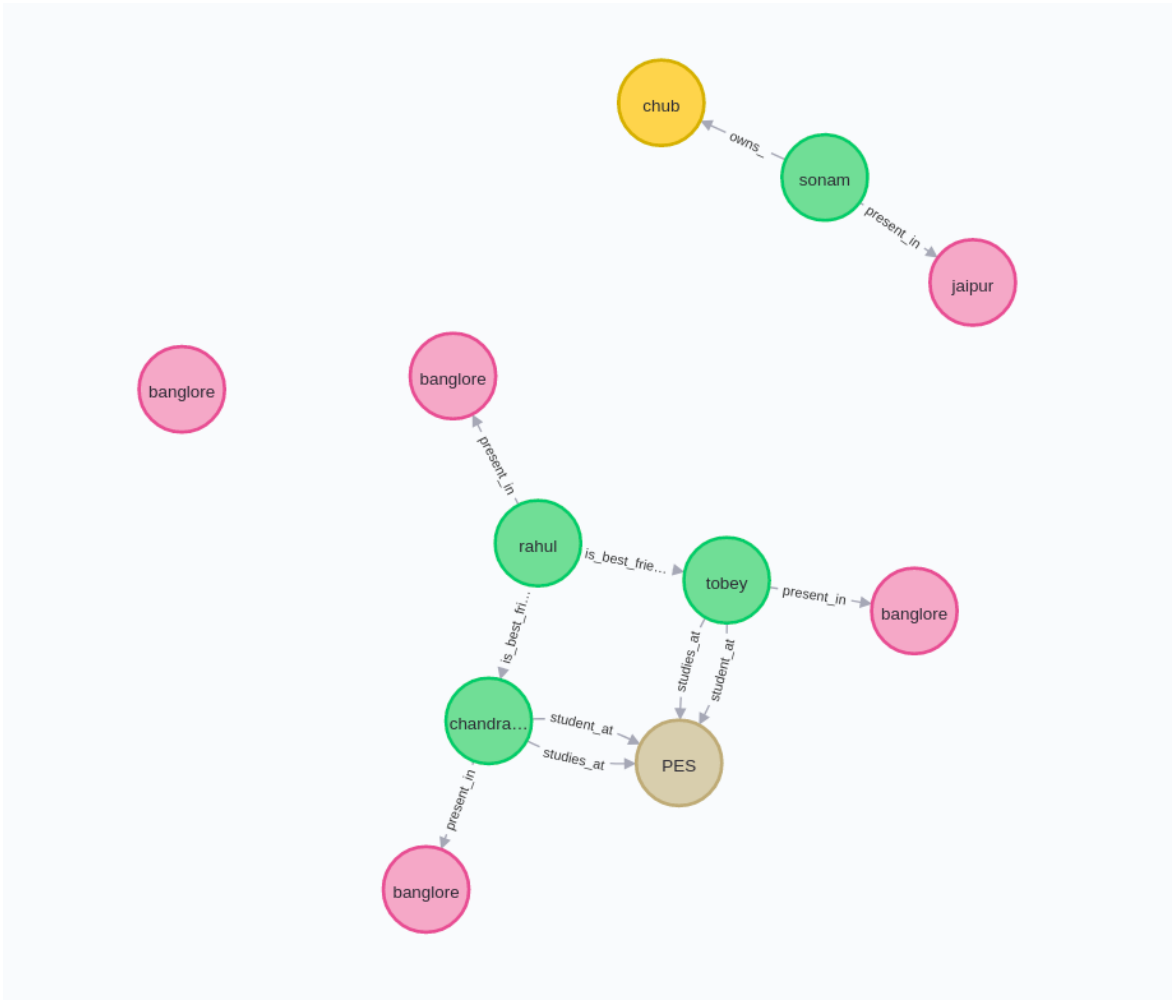 chub
owns_
sonam
present_in
jaipur
banglore
banglore
present_in
rahul
is_best_frie…
tobey
present_in
banglore
is_best_fri…
studies_at
student_at
chandra…
student_at
studies_at
PES
present_in
banglore